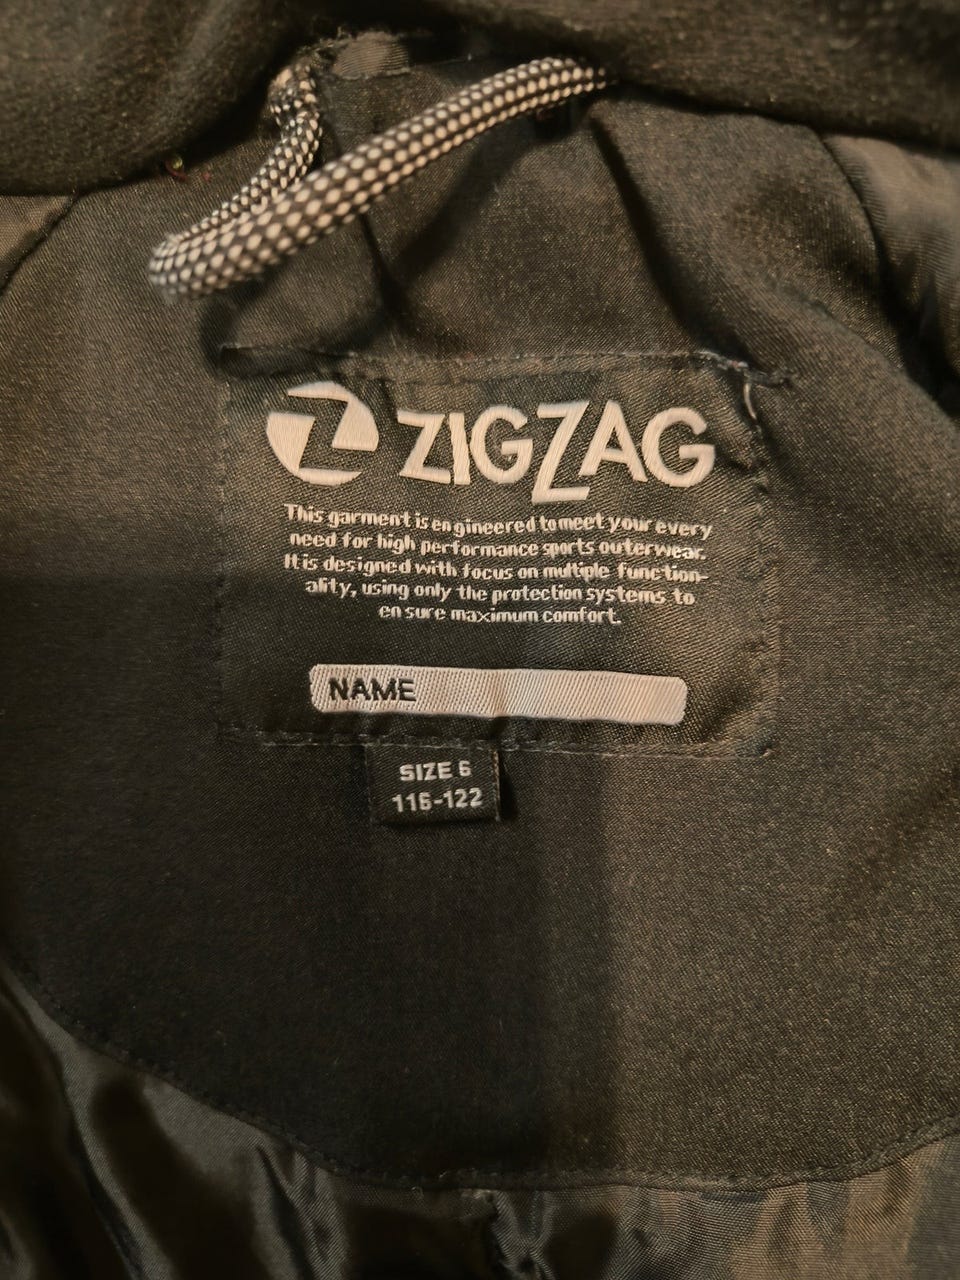 Z ZIGZAG
This garment is engineered to meet your every
need for high performance sports outerwear.
It is designed with focus on multiple function-
ality, using only the protection systems to
ensure maximum comfort.
NAME
SIZE 6
116-122